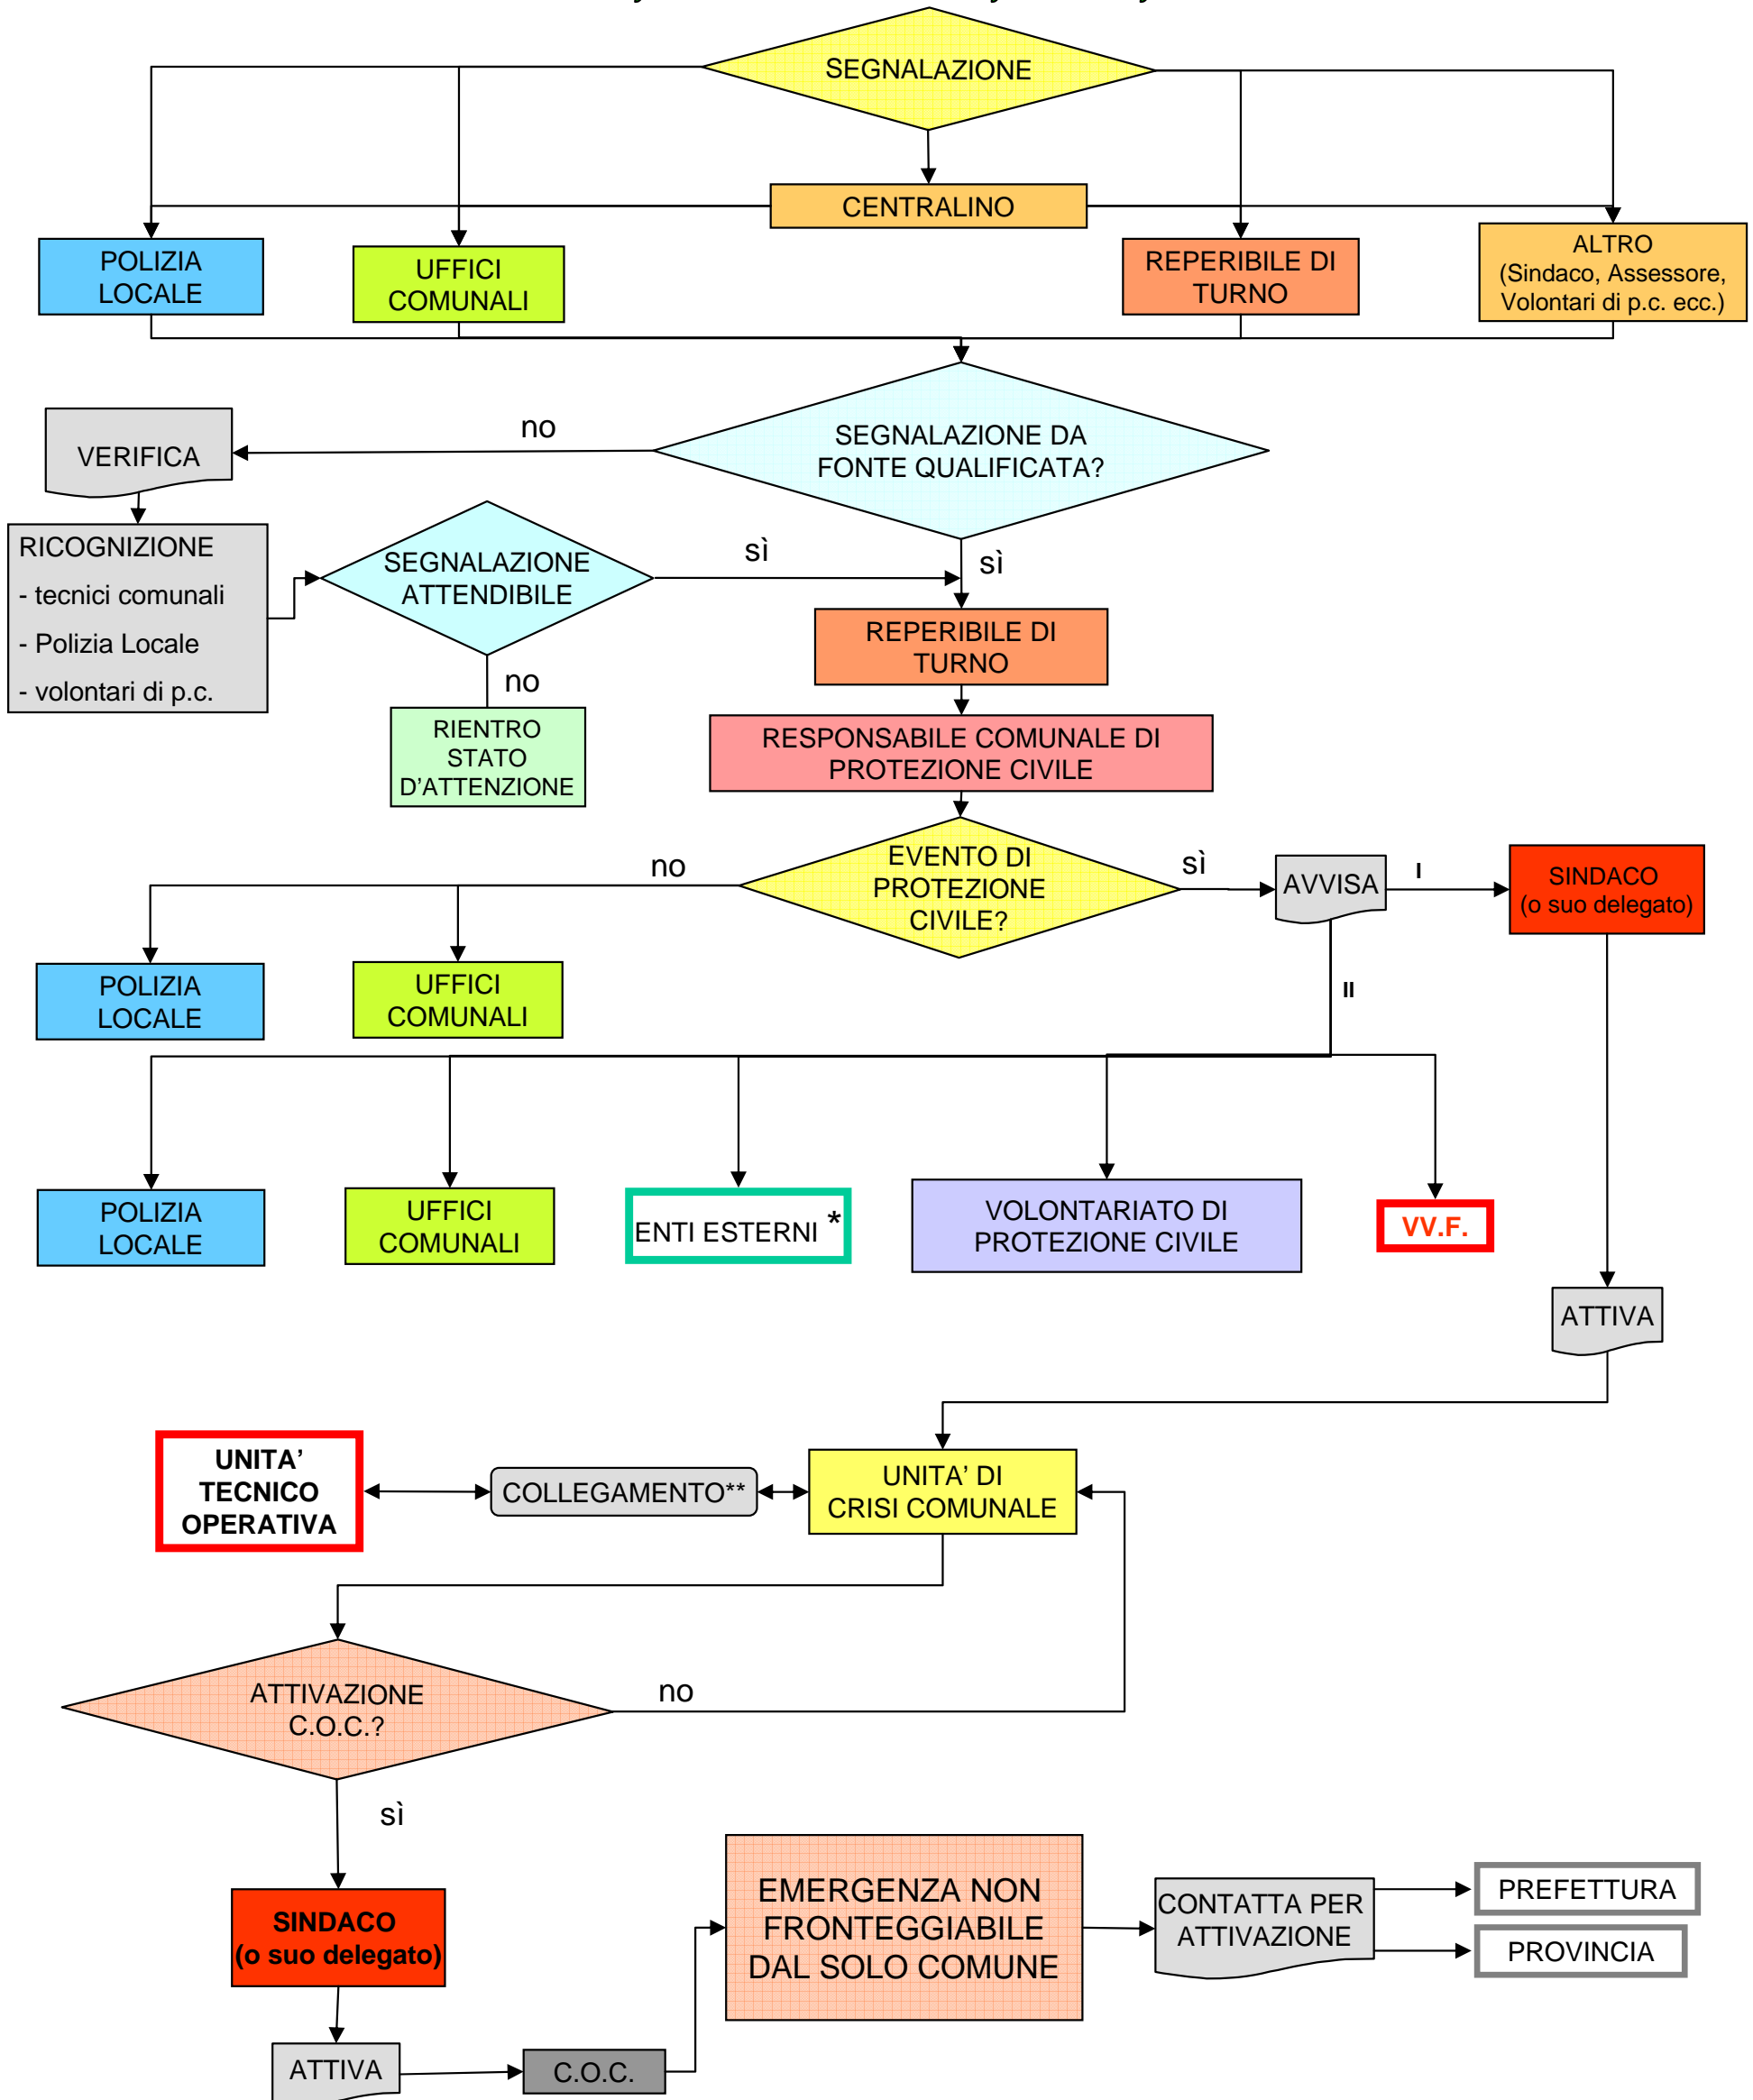 SEGNALAZIONE
CENTRALINO
POLIZIA
LOCALE
UFFICI
COMUNALI
REPERIBILE DI
TURNO
ALTRO
(Sindaco, Assessore,
Volontari di p.c. ecc.)
SEGNALAZIONE DA
FONTE QUALIFICATA?
no
VERIFICA
RICOGNIZIONE
- tecnici comunali
- Polizia Locale
- volontari di p.c.
SEGNALAZIONE
ATTENDIBILE
sì
sì
no
RIENTRO
STATO
D'ATTENZIONE
REPERIBILE DI
TURNO
RESPONSABILE COMUNALE DI
PROTEZIONE CIVILE
EVENTO DI
PROTEZIONE
CIVILE?
no
sì
AVVISA
I
SINDACO
(o suo delegato)
POLIZIA
LOCALE
UFFICI
COMUNALI
II
POLIZIA
LOCALE
UFFICI
COMUNALI
ENTI ESTERNI *
VOLONTARIATO DI
PROTEZIONE CIVILE
VV.F.
ATTIVA
UNITA’
TECNICO
OPERATIVA
COLLEGAMENTO**
UNITA’ DI
CRISI COMUNALE
ATTIVAZIONE
C.O.C.?
no
sì
SINDACO
(o suo delegato)
ATTIVA
C.O.C.
EMERGENZA NON
FRONTEGGIABILE
DAL SOLO COMUNE
CONTATTA PER
ATTIVAZIONE
PREFETTURA
PROVINCIA